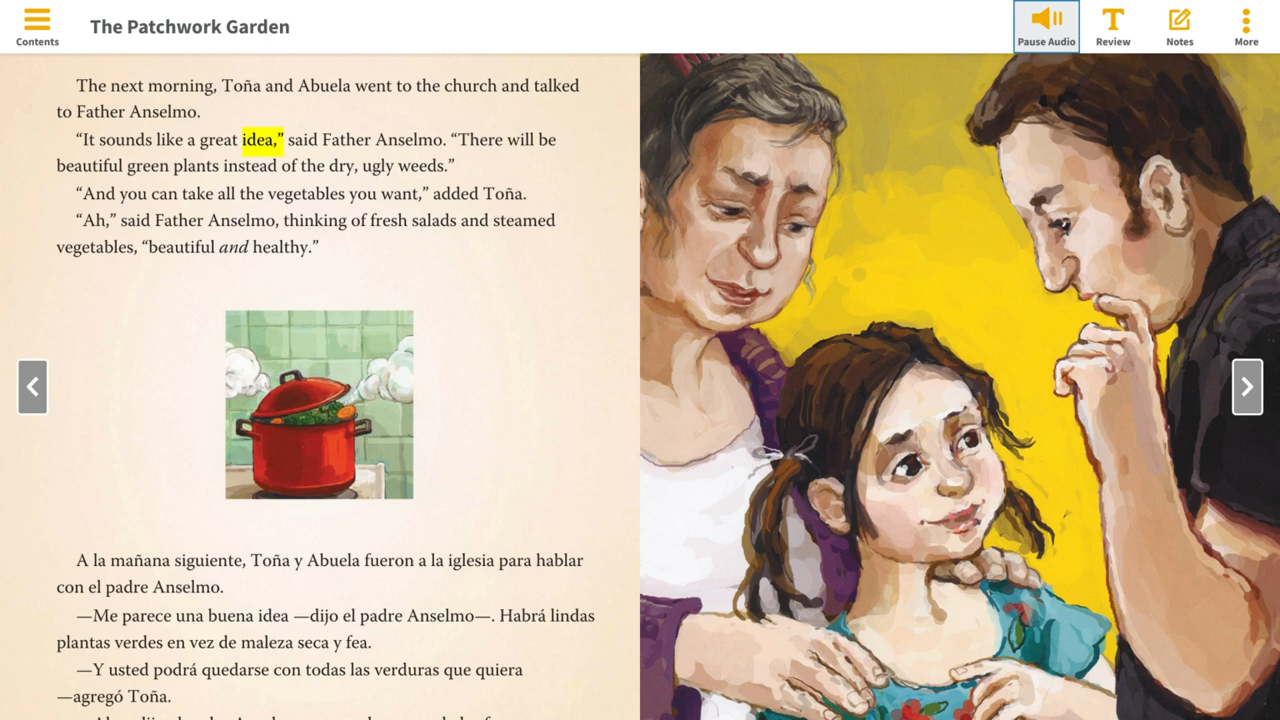 Contents
The Patchwork Garden
Pause Audio
Review
Notes
More
The next morning, Toña and Abuela went to the church and talked
to Father Anselmo.
“It sounds like a great idea,” said Father Anselmo. “There will be
beautiful green plants instead of the dry, ugly weeds.”
“And you can take all the vegetables you want,” added Toña.
“Ah,” said Father Anselmo, thinking of fresh salads and steamed
vegetables, “beautiful and healthy.”
A la mañana siguiente, Toña y Abuela fueron a la iglesia para hablar
con el padre Anselmo.
—Me parece una buena idea —dijo el padre Anselmo—. Habrá lindas
plantas verdes en vez de maleza seca y fea.
—Y usted podrá quedarse con todas las verduras que quiera
—agregó Toña.